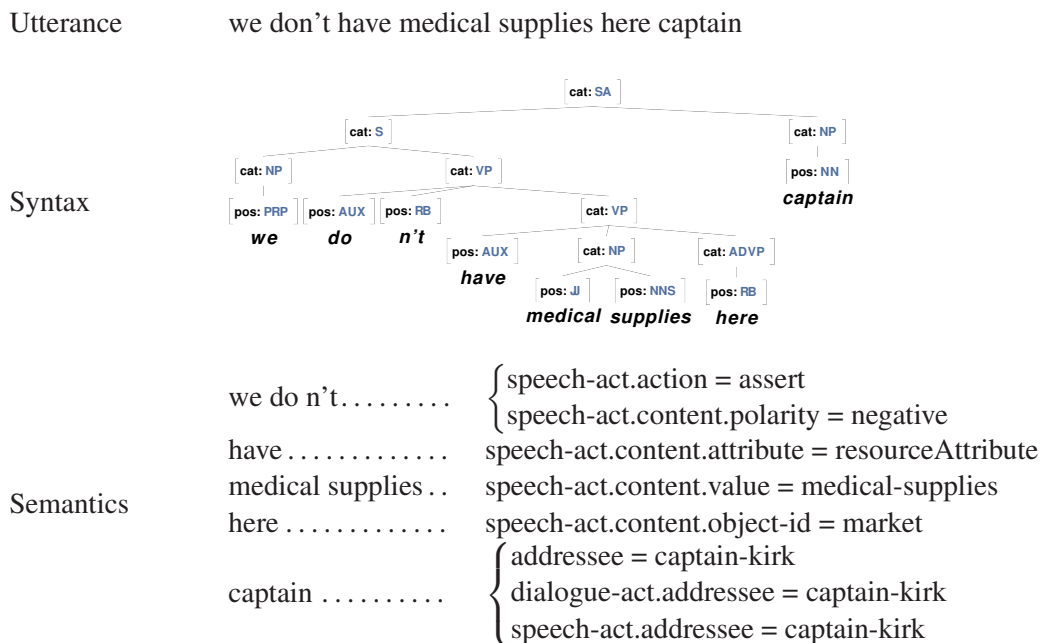 Utterance we don't have medical supplies here captain
cat: SA
cat: S cat: NP
cat: NP cat: VP pos: NN
captain
Syntax
pos: PRP pos: AUX pos: RB cat: VP
we do n't
pos: AUX cat: NP cat: ADVP
have
pos: JJ pos: NNS pos: RB
medical supplies here
we do n't......... speech-act.action = assert
speech-act.content.polarity = negative
have ............. speech-act.content.attribute = resourceAttribute
medical supplies .. speech-act.content.value = medical-supplies
Semantics
here ............. speech-act.content.object-id = market
captain .......... addressee = captain-kirk
dialogue-act.addressee = captain-kirk
speech-act.addressee = captain-kirk